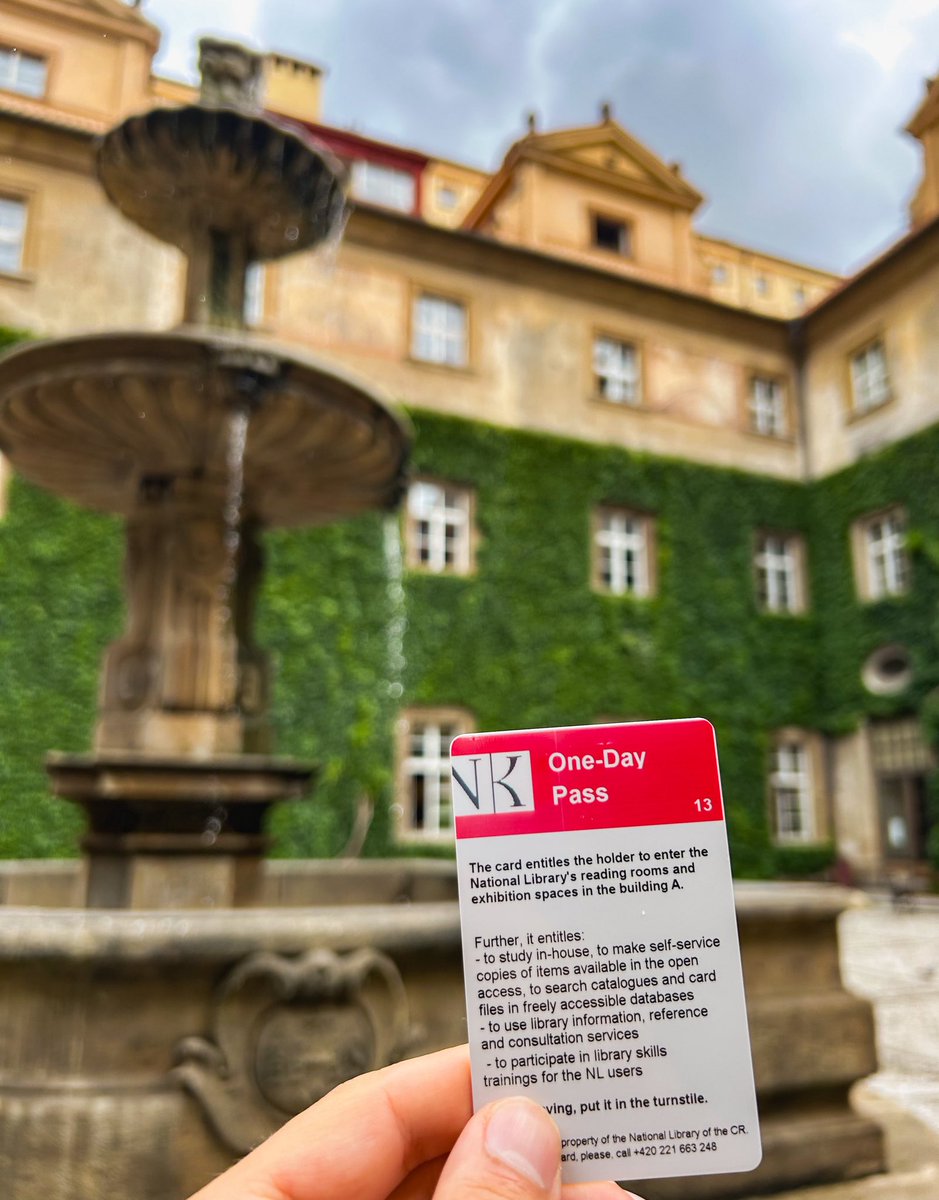 NK
One-Day
Pass
13
The card entitles the holder to enter the
National Library's reading rooms and
exhibition spaces in the building A.
Further, it entitles:
- to study in-house, to make self-service
copies of items available in the open
access, to search catalogues and card
files in freely accessible databases
- to use library information, reference
and consultation services
- to participate in library skills
trainings for the NL users
put it in the turnstile.
property of the National Library of the CR.
please, call +420 221 663 248